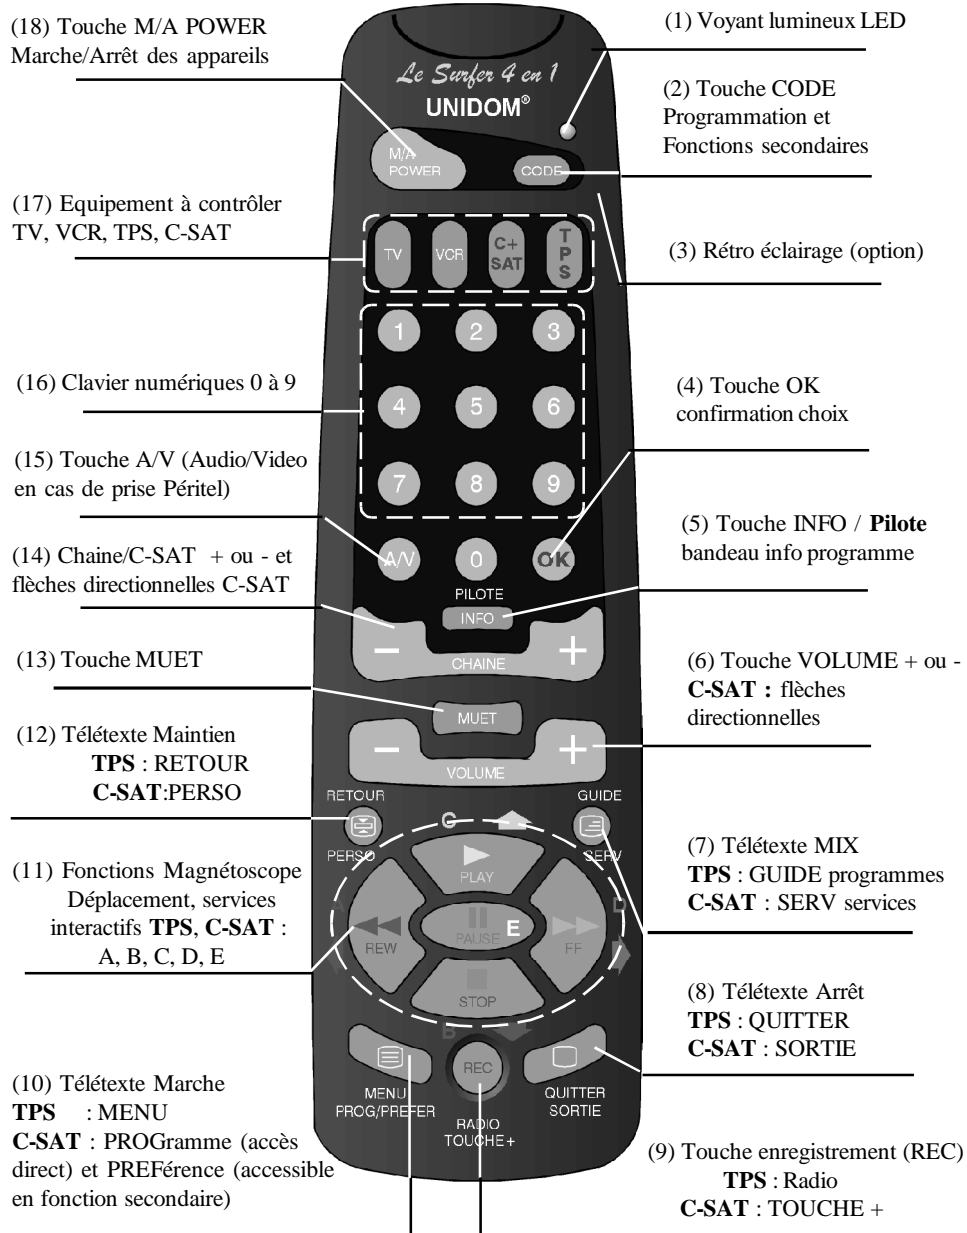 (18) Touche M/A POWER
Marche/Arrêt des appareils
(1) Voyant lumineux LED
(2) Touche CODE
Programmation et
Fonctions secondaires
(17) Equipement à contrôler
TV, VCR, TPS, C-SAT
(3) Rétro éclairage (option)
(16) Clavier numériques 0 à 9
(4) Touche OK
confirmation choix
(15) Touche A/V (Audio/Video
en cas de prise Péritel)
(5) Touche INFO / Pilote
bandeau info programme
(14) Chaine/C-SAT + ou - et
flèches directionnelles C-SAT
(13) Touche MUET
(6) Touche VOLUME + ou -
C-SAT : flèches
directionnelles
(12) Télétexte Maintien
TPS : RETOUR
C-SAT:PERSO
(7) Télétexte MIX
TPS : GUIDE programmes
C-SAT : SERV services
(11) Fonctions Magnétoscope
Déplacement, services
interactifs TPS, C-SAT :
A, B, C, D, E
(8) Télétexte Arrêt
TPS : QUITTER
C-SAT : SORTIE
(10) Télétexte Marche
TPS : MENU
C-SAT : PROGramme (accès
direct) et PREFérence (accessible
en fonction secondaire)
(9) Touche enregistrement (REC)
TPS : Radio
C-SAT : TOUCHE +
Le Surfer 4 en 1
UNIDOM®
M/A
POWER
CODE
TV
VCR
C+
SAT
T
P
S
1 2 3
4 5 6
7 8 9
A/V 0 OK
PILOTE
INFO
− CHAINE +
MUET
− VOLUME +
RETOUR
GUIDE
PERSO
SERV
C
PLAY
A
D
REW
PAUSE E
FF
STOP
B
MENU
PROG/PREFER
REC
RADIO
TOUCHE+
QUITTER
SORTIE